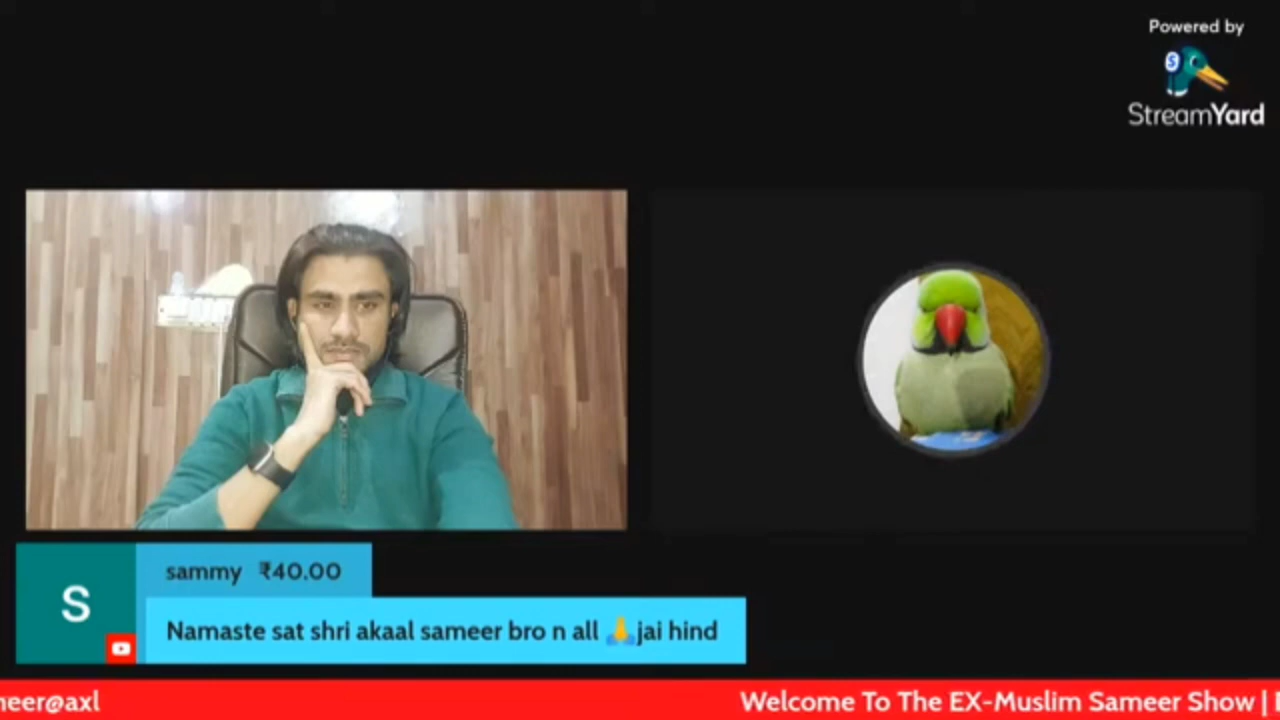 Powered by
StreamYard
S
sammy ₹40.00
Namaste sat shri akaal sameer bro n all 🙏 jai hind
neer@axl
Welcome To The EX-Muslim Sameer Show |